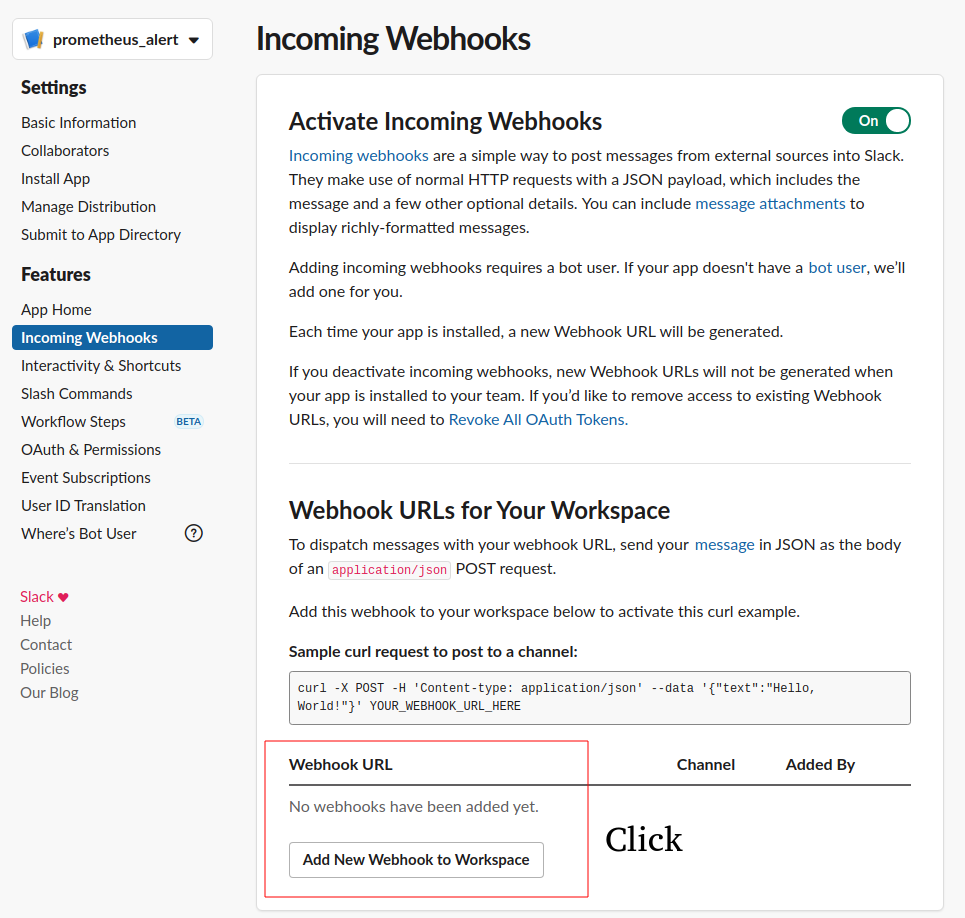 prometheus_alert
Settings
Basic Information
Collaborators
Install App
Manage Distribution
Submit to App Directory
Features
App Home
Incoming Webhooks
Interactivity & Shortcuts
Slash Commands
Workflow Steps BETA
OAuth & Permissions
Event Subscriptions
User ID Translation
Where’s Bot User ?
Slack ♥
Help
Contact
Policies
Our Blog
Incoming Webhooks
Activate Incoming Webhooks On
Incoming webhooks are a simple way to post messages from external sources into Slack.
They make use of normal HTTP requests with a JSON payload, which includes the
message and a few other optional details. You can include message attachments to
display richly-formatted messages.
Adding incoming webhooks requires a bot user. If your app doesn't have a bot user, we’ll
add one for you.
Each time your app is installed, a new Webhook URL will be generated.
If you deactivate incoming webhooks, new Webhook URLs will not be generated when
your app is installed to your team. If you’d like to remove access to existing Webhook
URLs, you will need to Revoke All OAuth Tokens.
Webhook URLs for Your Workspace
To dispatch messages with your webhook URL, send your message in JSON as the body
of an application/json POST request.
Add this webhook to your workspace below to activate this curl example.
Sample curl request to post to a channel:
curl -X POST -H 'Content-type: application/json' --data '{"text":"Hello,
World!"}' YOUR_WEBHOOK_URL_HERE
Webhook URL Channel Added By
No webhooks have been added yet.
Click
Add New Webhook to Workspace